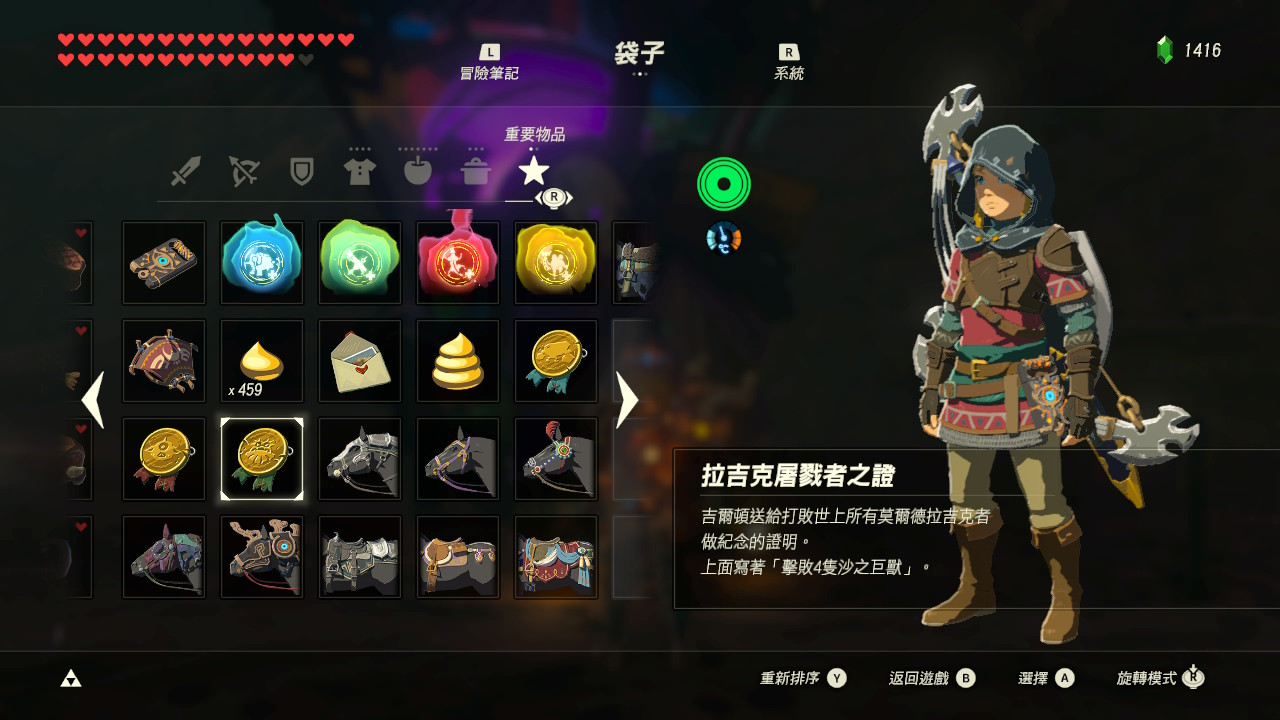 L
袋子
R
1416
冒險筆記
系統
重要物品
R
x 459
拉吉克屠戮者之證
吉爾頓送給打敗世上所有莫爾德拉吉克者
做紀念的證明。
上面寫著「擊敗4隻沙之巨獸」。
重新排序 Y
返回遊戲 B
選擇 A
旋轉模式 R